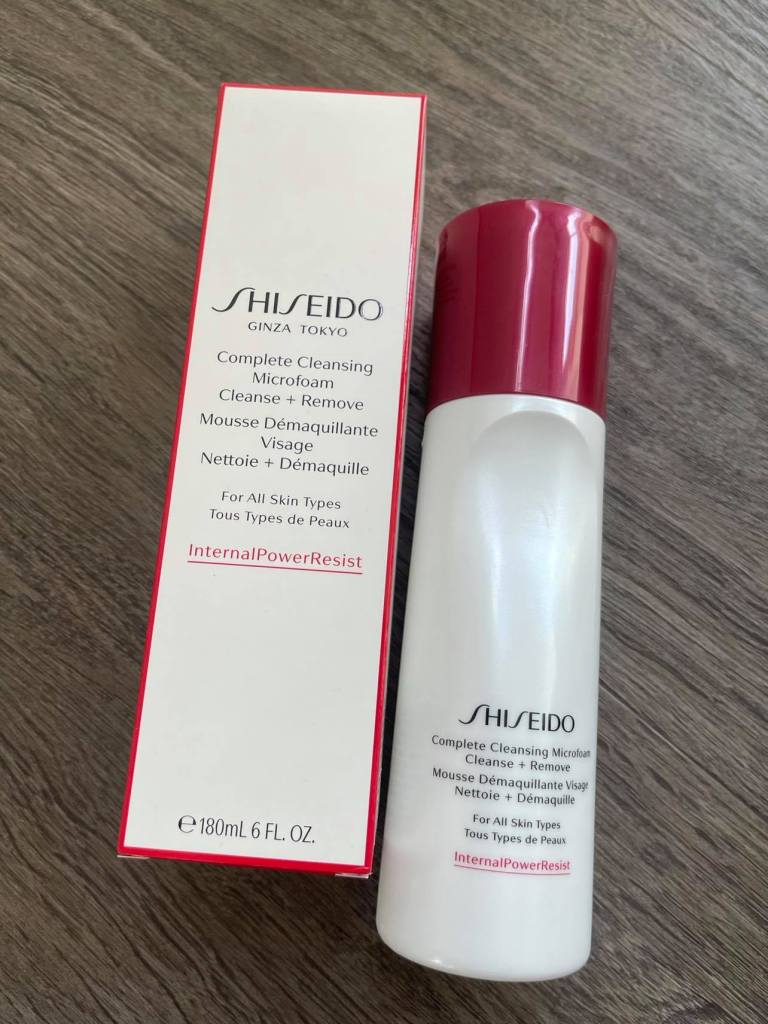 SHISEIDO
GINZA TOKYO
Complete Cleansing
Microfoam
Cleanse + Remove
Mousse Démaquillante
Visage
Nettoie + Démaquille
For All Skin Types
Tous Types de Peaux
InternalPowerResist
℮180mL 6 FL. OZ.
SHISEIDO
Complete Cleansing Microfoam
Cleanse + Remove
Mousse Démaquillante Visage
Nettoie + Démaquille
For All Skin Types
Tous Types de Peaux
InternalPowerResist